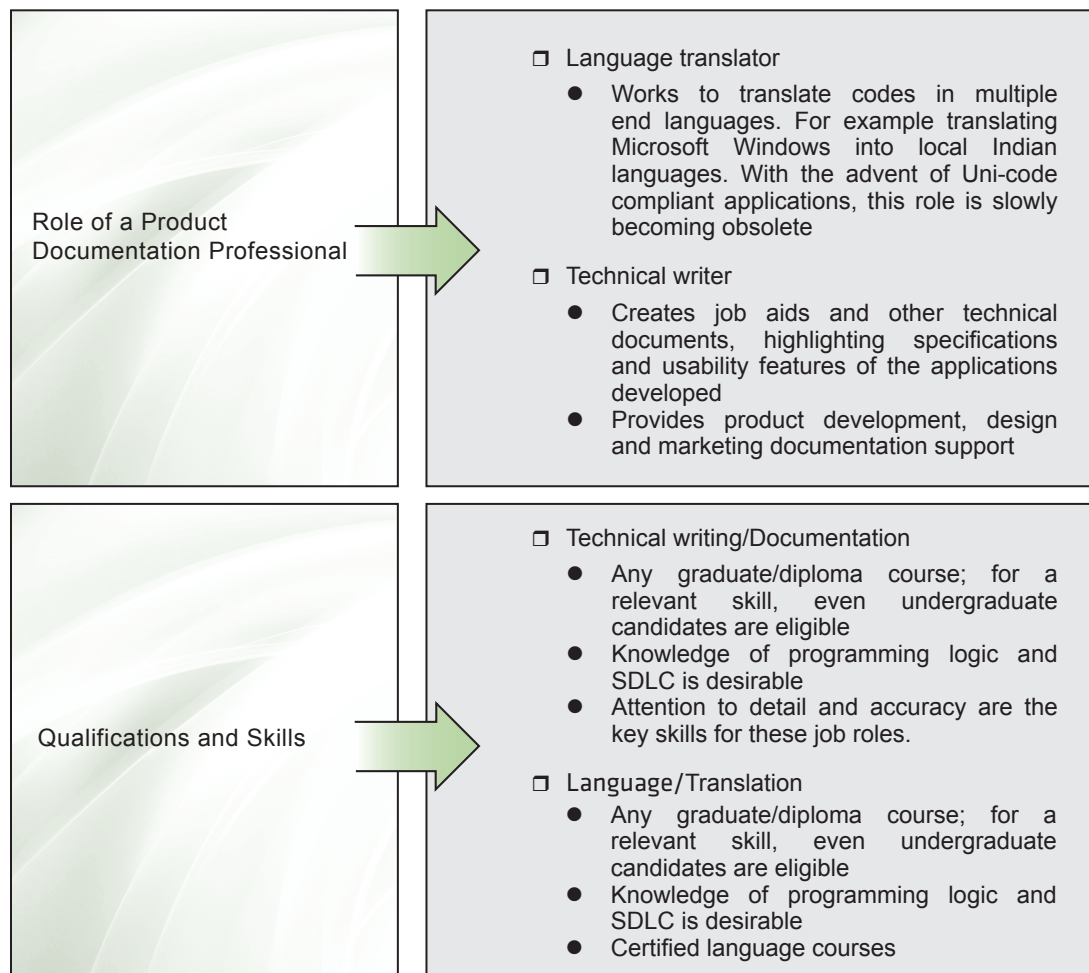 Role of a Product
Documentation Professional
❐ Language translator
● Works to translate codes in multiple
end languages. For example translating
Microsoft Windows into local Indian
languages. With the advent of Uni-code
compliant applications, this role is slowly
becoming obsolete
❐ Technical writer
● Creates job aids and other technical
documents, highlighting specifications
and usability features of the applications
developed
● Provides product development, design
and marketing documentation support
Qualifications and Skills
❐ Technical writing/Documentation
● Any graduate/diploma course; for a
relevant skill, even undergraduate
candidates are eligible
● Knowledge of programming logic and
SDLC is desirable
● Attention to detail and accuracy are the
key skills for these job roles.
❐ Language/Translation
● Any graduate/diploma course; for a
relevant skill, even undergraduate
candidates are eligible
● Knowledge of programming logic and
SDLC is desirable
● Certified language courses